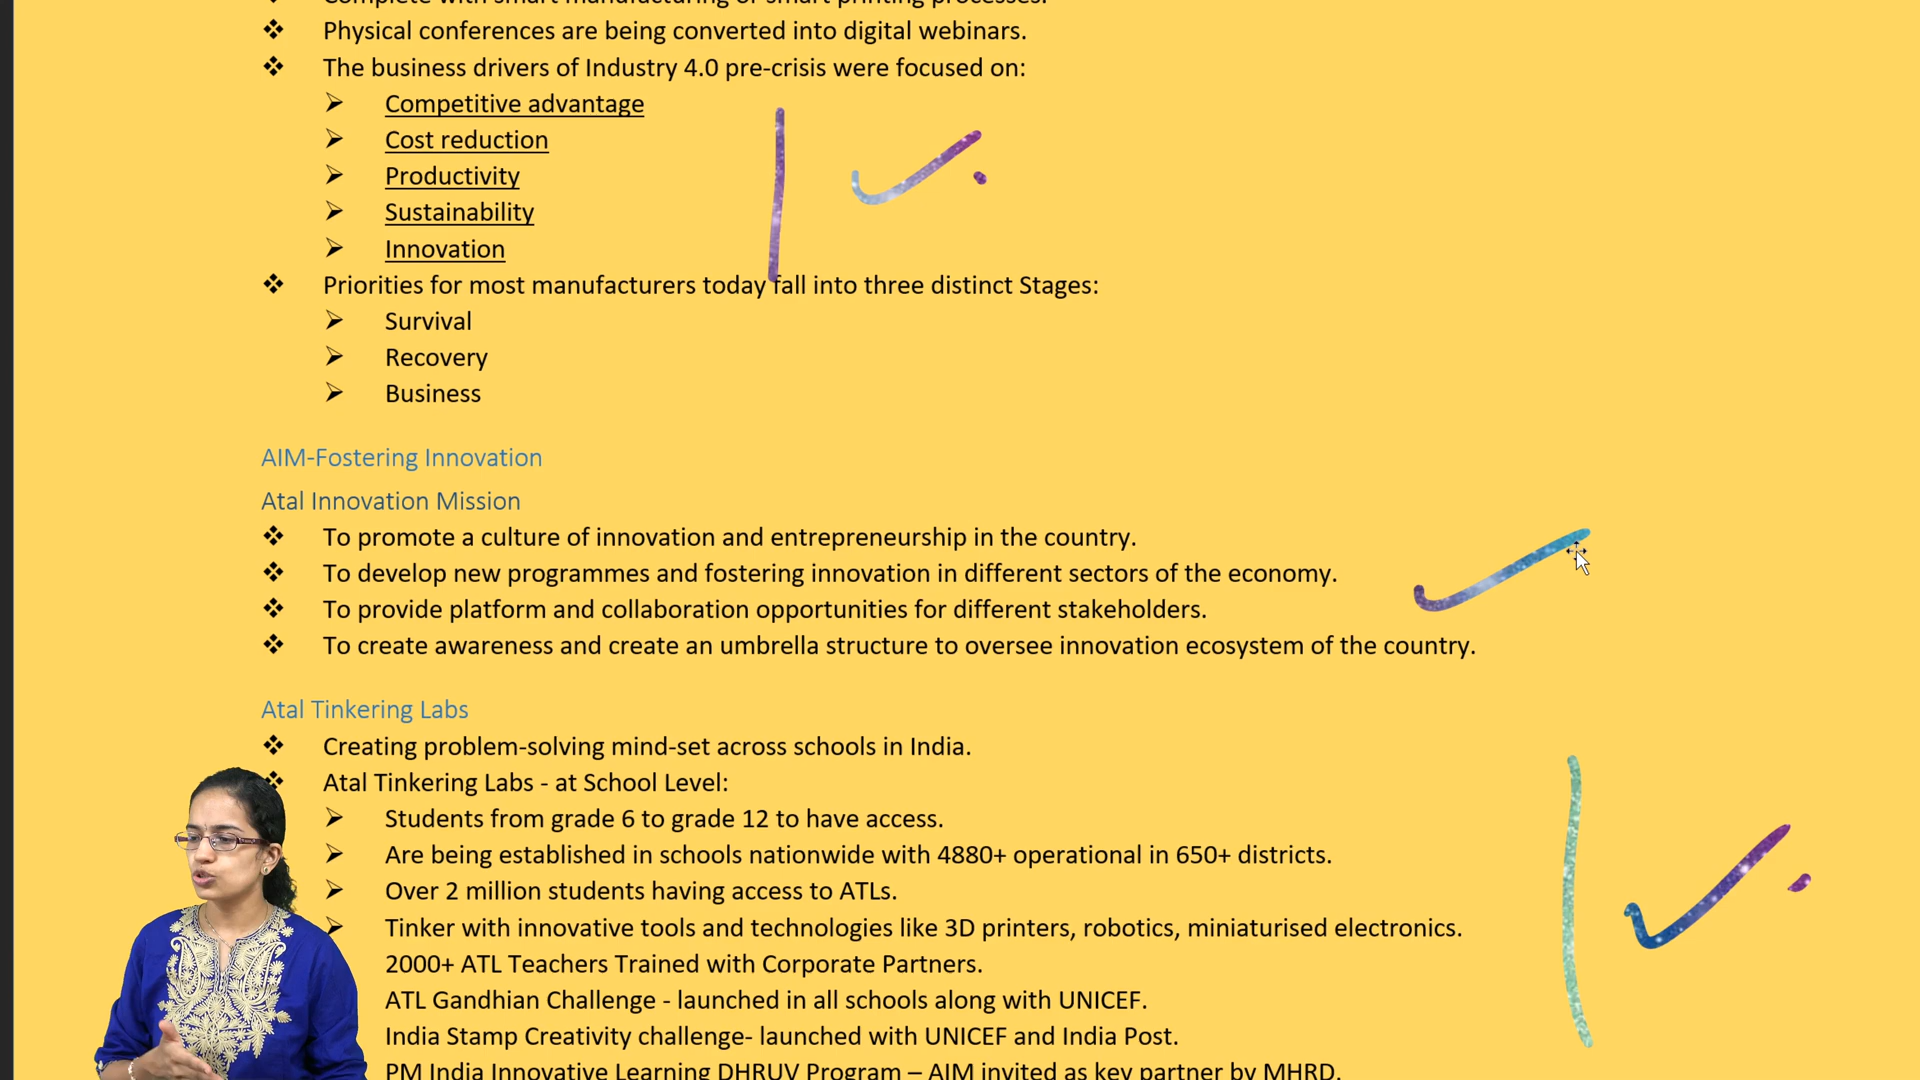 Complete with smart manufacturing or smart printing processes.
❖ Physical conferences are being converted into digital webinars.
❖ The business drivers of Industry 4.0 pre-crisis were focused on:
➢ Competitive advantage
➢ Cost reduction
➢ Productivity
➢ Sustainability
➢ Innovation
❖ Priorities for most manufacturers today fall into three distinct Stages:
➢ Survival
➢ Recovery
➢ Business
AIM-Fostering Innovation
Atal Innovation Mission
❖ To promote a culture of innovation and entrepreneurship in the country.
❖ To develop new programmes and fostering innovation in different sectors of the economy.
❖ To provide platform and collaboration opportunities for different stakeholders.
❖ To create awareness and create an umbrella structure to oversee innovation ecosystem of the country.
Atal Tinkering Labs
❖ Creating problem-solving mind-set across schools in India.
❖ Atal Tinkering Labs - at School Level:
➢ Students from grade 6 to grade 12 to have access.
➢ Are being established in schools nationwide with 4880+ operational in 650+ districts.
➢ Over 2 million students having access to ATLs.
➢ Tinker with innovative tools and technologies like 3D printers, robotics, miniaturised electronics.
2000+ ATL Teachers Trained with Corporate Partners.
ATL Gandhian Challenge - launched in all schools along with UNICEF.
India Stamp Creativity challenge- launched with UNICEF and India Post.
PM India Innovative Learning DHRUV Program – AIM invited as key partner by MHRD.